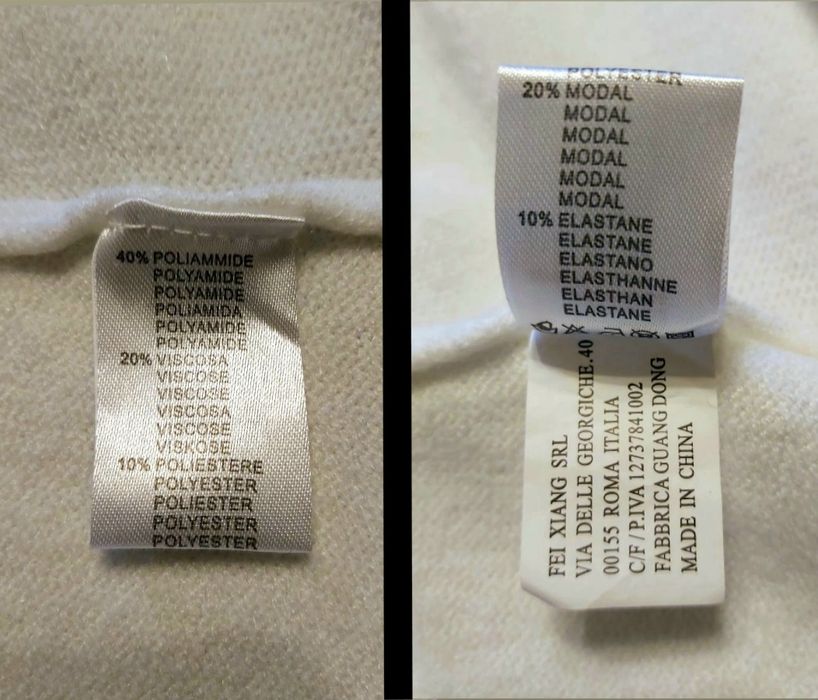 40% POLIAMMIDE
POLYAMIDE
POLYAMIDE
POLIAMIDA
POLYAMIDE
POLYAMIDE
20% VISCOSA
VISCOSE
VISCOSE
VISCOSA
VISCOSE
VISKOSE
10% POLIESTERE
POLYESTER
POLIESTER
POLYESTER
POLYESTER
POLYESTER
20% MODAL
MODAL
MODAL
MODAL
MODAL
MODAL
10% ELASTANE
ELASTANE
ELASTANO
ELASTHANNE
ELASTHAN
ELASTANE
FEI XIANG SRL
VIA DELLE GEORGICHE.40
00155 ROMA ITALIA
C/F / P.IVA 12737841002
FABBRICA GUANG DONG
MADE IN CHINA